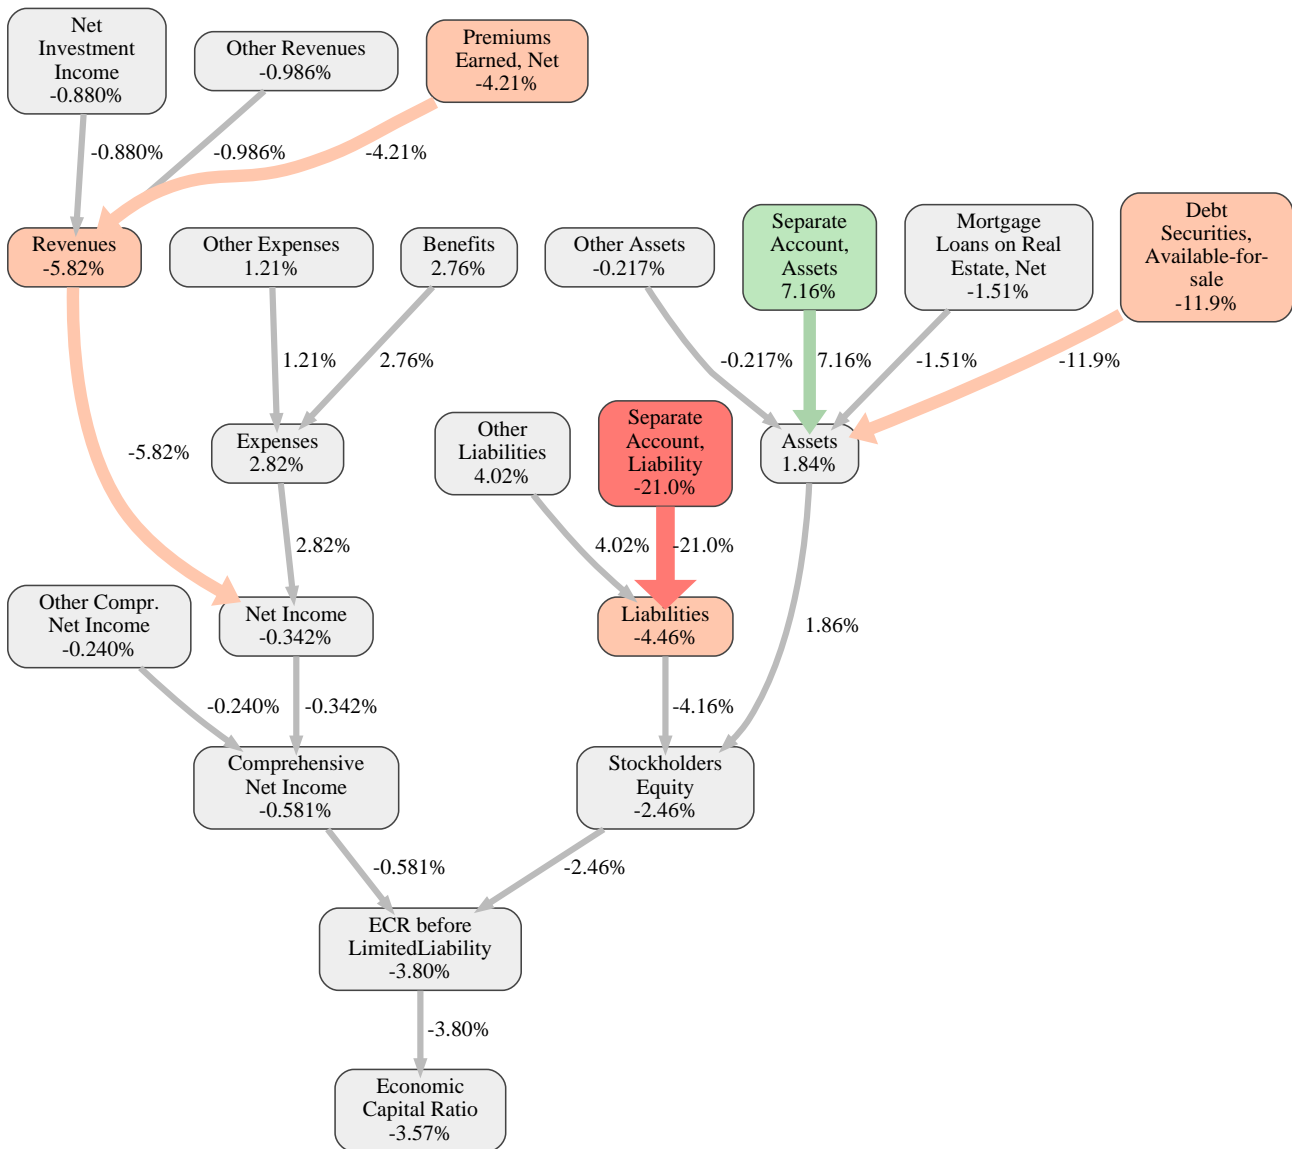 Net
Investment
Income
-0.880%
Other Revenues
-0.986%
Premiums
Earned, Net
-4.21%
-0.880%
-0.986%
-4.21%
Revenues
-5.82%
Other Expenses
1.21%
Benefits
2.76%
Other Assets
-0.217%
Separate
Account,
Assets
7.16%
Mortgage
Loans on Real
Estate, Net
-1.51%
Debt
Securities,
Available-for-
sale
-11.9%
1.21%
2.76%
-0.217%
7.16%
-1.51%
-11.9%
-5.82%
Expenses
2.82%
Other
Liabilities
4.02%
Separate
Account,
Liability
-21.0%
Assets
1.84%
2.82%
4.02%
-21.0%
Other Compr.
Net Income
-0.240%
Net Income
-0.342%
Liabilities
-4.46%
1.86%
-0.240%
-0.342%
-4.16%
Comprehensive
Net Income
-0.581%
Stockholders
Equity
-2.46%
-0.581%
-2.46%
ECR before
LimitedLiability
-3.80%
-3.80%
Economic
Capital Ratio
-3.57%